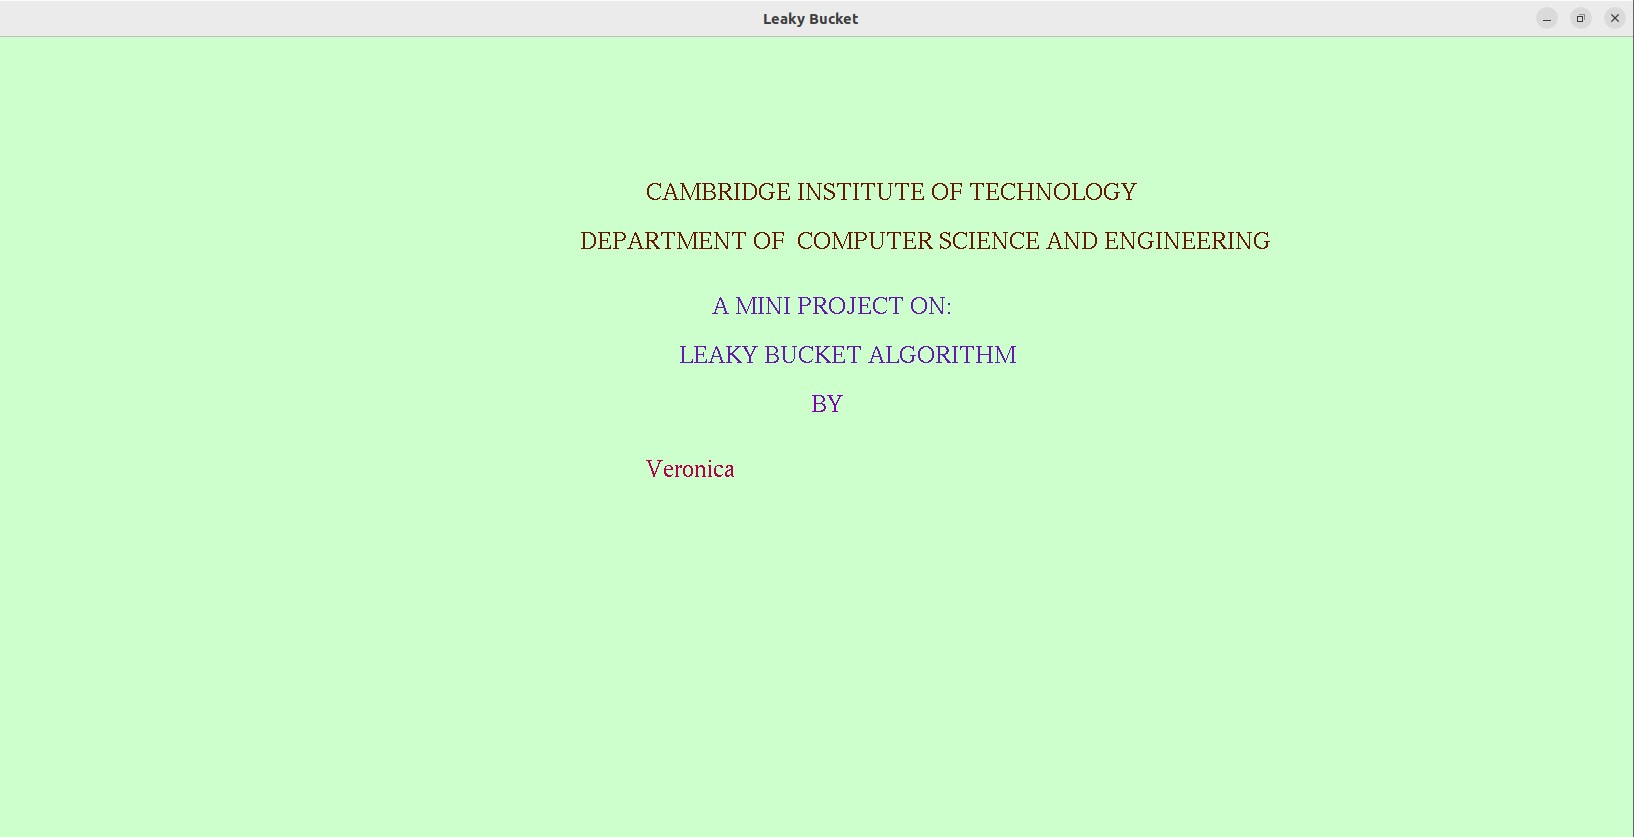 Leaky Bucket
CAMBRIDGE INSTITUTE OF TECHNOLOGY
DEPARTMENT OF  COMPUTER SCIENCE AND ENGINEERING
A MINI PROJECT ON:
LEAKY BUCKET ALGORITHM
BY
Veronica